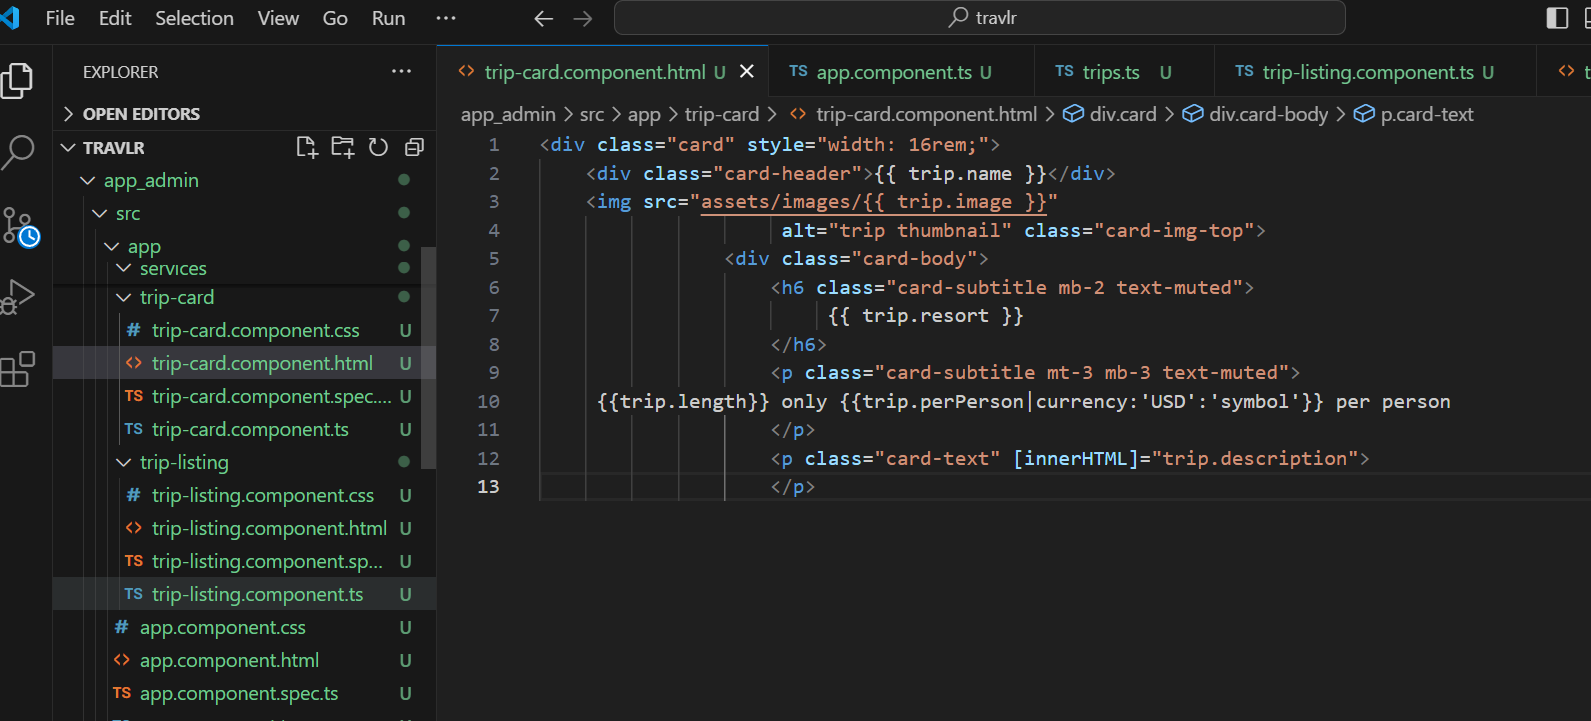 File Edit Selection View Go Run ···
travlr
EXPLORER ···
OPEN EDITORS
TRAVLR
app_admin
src
app
services
trip-card
# trip-card.component.css U
<> trip-card.component.html U
TS trip-card.component.spec.... U
TS trip-card.component.ts U
trip-listing
# trip-listing.component.css U
<> trip-listing.component.html U
TS trip-listing.component.sp... U
TS trip-listing.component.ts U
# app.component.css U
<> app.component.html U
TS app.component.spec.ts U
<> trip-card.component.html U TS app.component.ts U TS trips.ts U TS trip-listing.component.ts U <>
app_admin > src > app > trip-card > <> trip-card.component.html > div.card > div.card-body > p.card-text
1 <div class="card" style="width: 16rem;">
2 <div class="card-header">{{ trip.name }}</div>
3 <img src="assets/images/{{ trip.image }}"
4 alt="trip thumbnail" class="card-img-top">
5 <div class="card-body">
6 <h6 class="card-subtitle mb-2 text-muted">
7 {{ trip.resort }}
8 </h6>
9 <p class="card-subtitle mt-3 mb-3 text-muted">
10 {{trip.length}} only {{trip.perPerson|currency:'USD':'symbol'}} per person
11 </p>
12 <p class="card-text" [innerHTML]="trip.description">
13 </p>